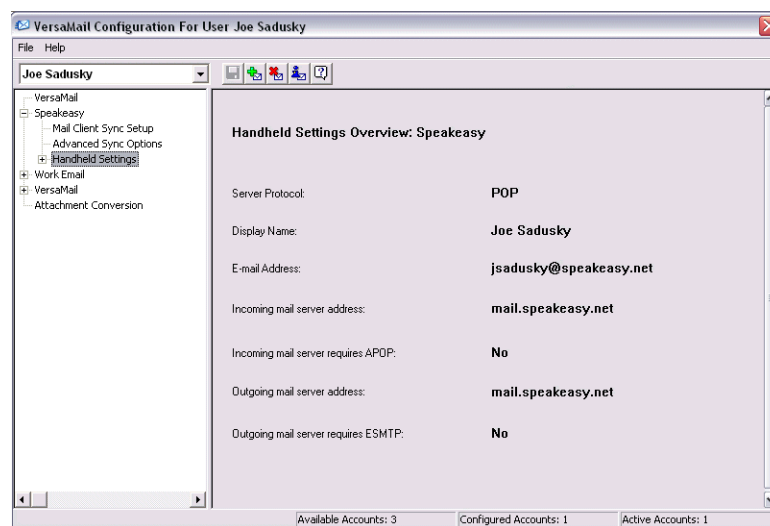 VersaMail Configuration For User Joe Sadusky
File Help
Joe Sadusky
VersaMail
Speakeasy
Mail Client Sync Setup
Advanced Sync Options
Handheld Settings
Work Email
VersaMail
Attachment Conversion
Handheld Settings Overview: Speakeasy
Server Protocol: POP
Display Name: Joe Sadusky
E-mail Address: jsadusky@speakeasy.net
Incoming mail server address: mail.speakeasy.net
Incoming mail server requires APOP: No
Outgoing mail server address: mail.speakeasy.net
Outgoing mail server requires ESMTP: No
Available Accounts: 3 Configured Accounts: 1 Active Accounts: 1